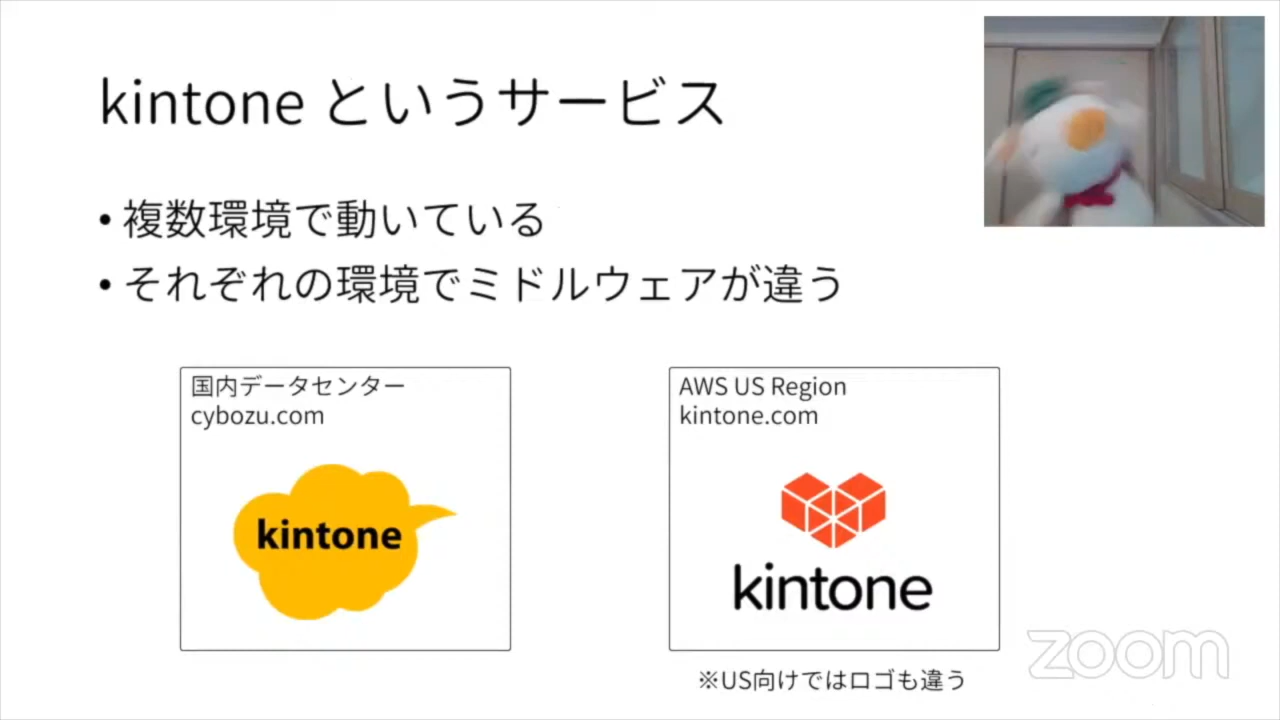 kintone というサービス
• 複数環境で動いている
• それぞれの環境でミドルウェアが違う
国内データセンター
cybozu.com
kintone
AWS US Region
kintone.com
kintone
※US向けではロゴも違う
zoom